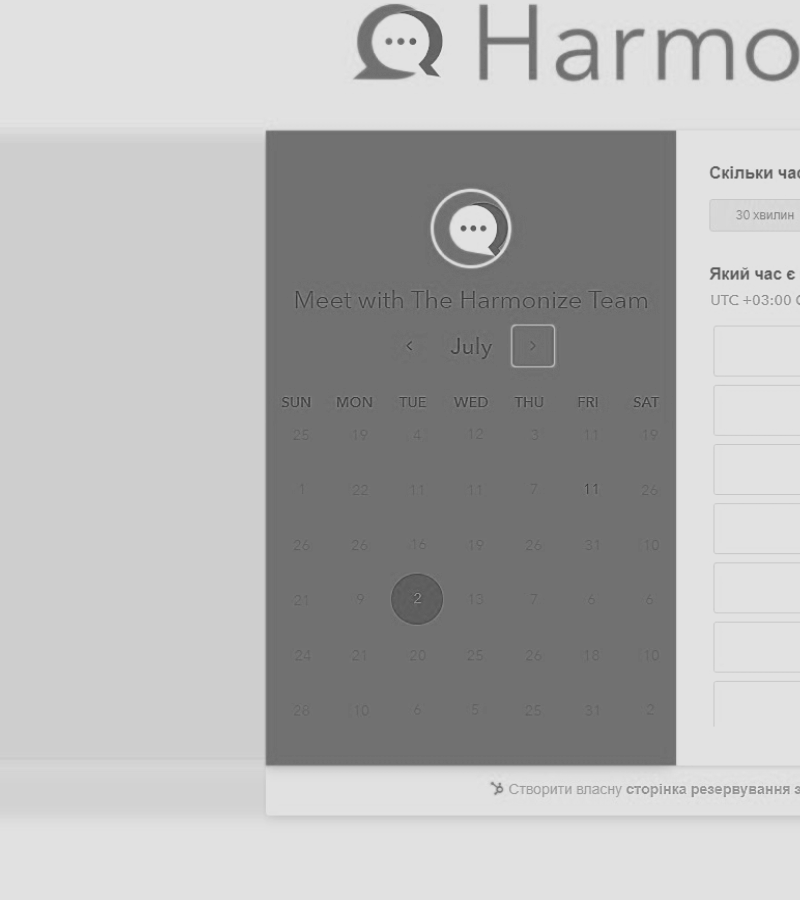 Harmo
Meet with The Harmonize Team
July
SUN MON TUE WED THU FRI SAT
25 19 4 12 3 11 19
1 22 11 11 7 11 26
26 26 16 19 26 31 10
21 9 2 13 7 6 6
24 21 20 25 26 18 10
28 10 6 5 25 31 2
Скільки час
30 хвилин
Який час є
UTC +03:00
Створити власну сторінка резервування з